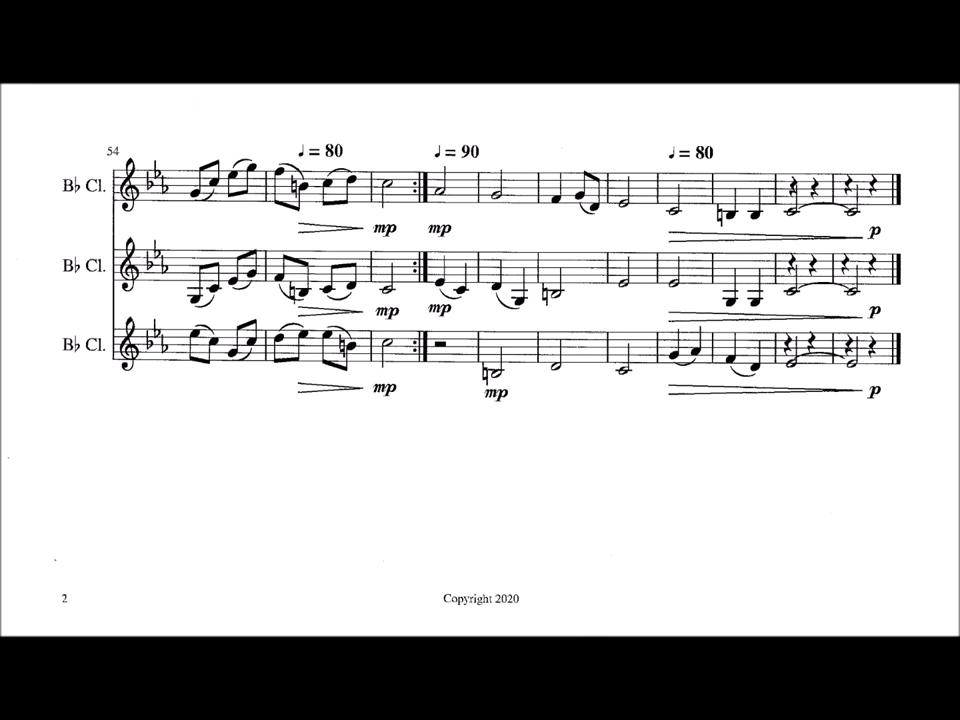 54
♩ = 80 ♩ = 90 ♩ = 80
B♭ Cl.
mp mp p
B♭ Cl.
mp mp p
B♭ Cl.
mp mp p
2 Copyright 2020